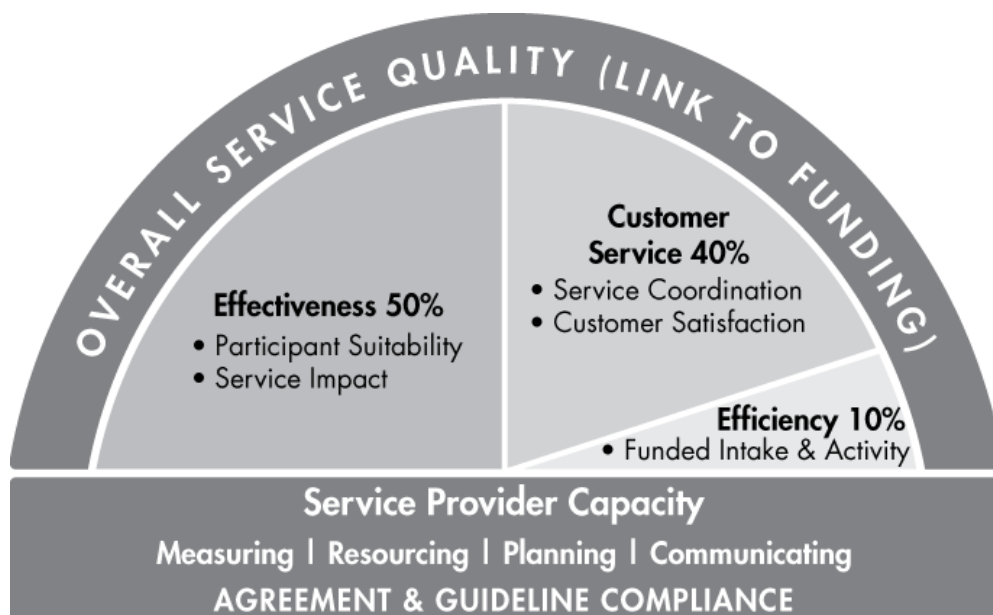 OVERALL SERVICE QUALITY (LINK TO FUNDING)
Effectiveness 50%
• Participant Suitability
• Service Impact
Customer
Service 40%
• Service Coordination
• Customer Satisfaction
Efficiency 10%
• Funded Intake & Activity
Service Provider Capacity
Measuring | Resourcing | Planning | Communicating
AGREEMENT & GUIDELINE COMPLIANCE